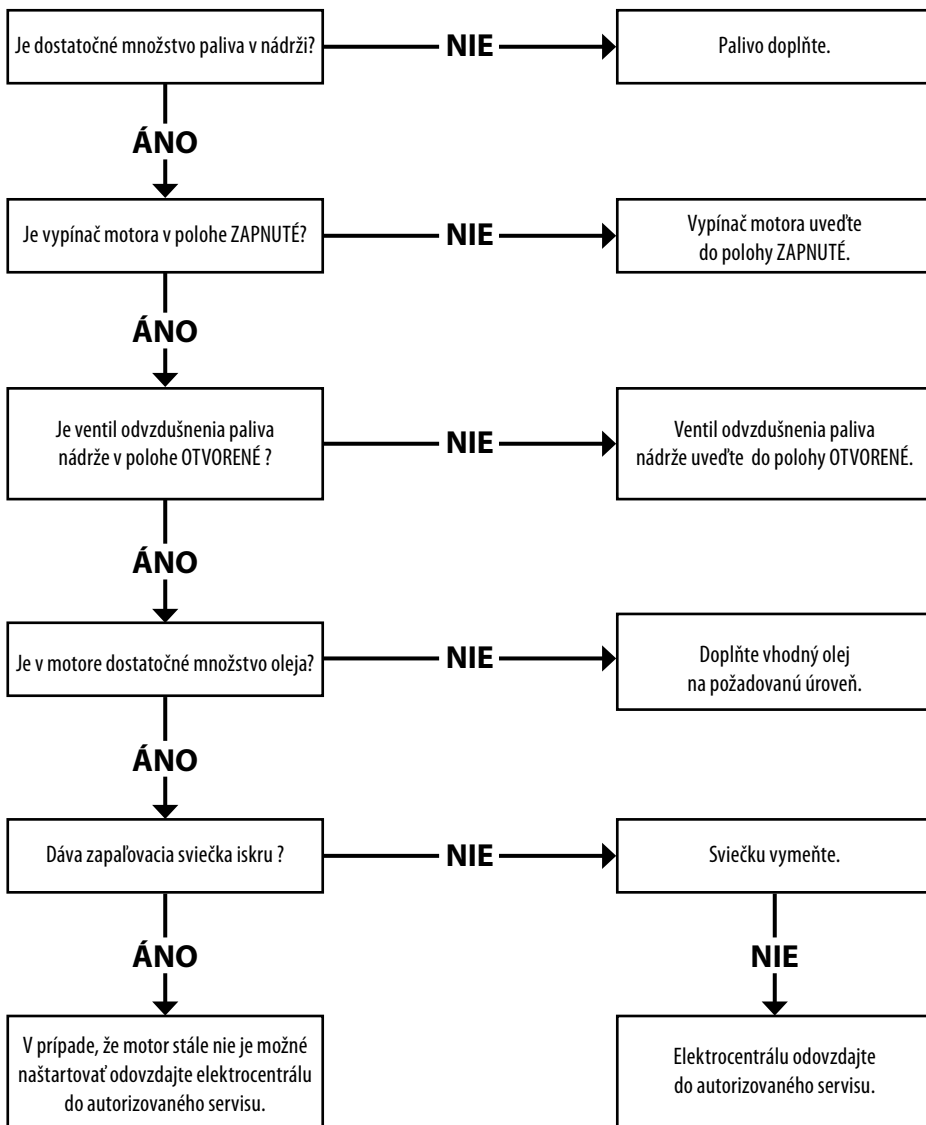 Je dostatočné množstvo paliva v nádrži?
NIE
Palivo doplňte.
ÁNO
Je vypínač motora v polohe ZAPNUTÉ?
NIE
Vypínač motora uveďte
do polohy ZAPNUTÉ.
ÁNO
Je ventil odvzdušnenia paliva
nádrže v polohe OTVORENÉ ?
NIE
Ventil odvzdušnenia paliva
nádrže uveďte do polohy OTVORENÉ.
ÁNO
Je v motore dostatočné množstvo oleja?
NIE
Doplňte vhodný olej
na požadovanú úroveň.
ÁNO
Dáva zapaľovacia sviečka iskru ?
NIE
Sviečku vymeňte.
ÁNO
NIE
V prípade, že motor stále nie je možné
naštartovať odovzdajte elektrocentrálu
do autorizovaného servisu.
Elektrocentrálu odovzdajte
do autorizovaného servisu.